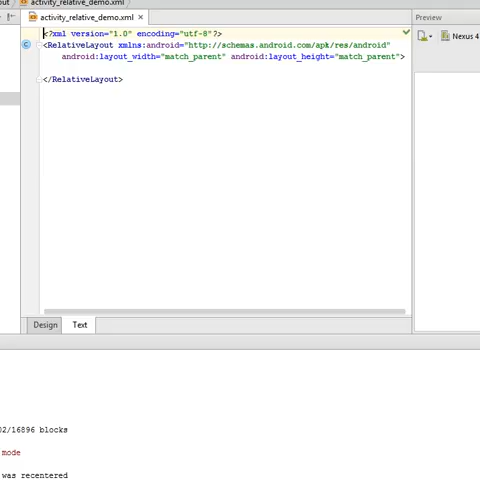 out activity_relative_demo.xml
activity_relative_demo.xml ×
Preview
<?xml version="1.0" encoding="utf-8"?>
<RelativeLayout xmlns:android="http://schemas.android.com/apk/res/android"
android:layout_width="match_parent" android:layout_height="match_parent">
</RelativeLayout>
Nexus 4
C
Design Text
02/16896 blocks
mode
was recentered